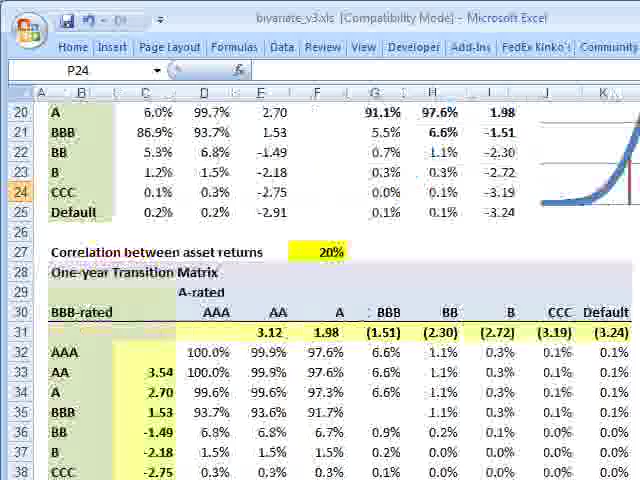 bivariate_v3.xls [Compatibility Mode] - Microsoft Excel
Home Insert Page Layout Formulas Data Review View Developer Add-Ins FedEx Kinko's Community
P24 fx
A B C D E F G H I J K
20 A 6.0% 99.7% 2.70 91.1% 97.6% 1.98
21 BBB 86.9% 93.7% 1.53 5.5% 6.6% -1.51
22 BB 5.3% 6.8% -1.49 0.7% 1.1% -2.30
23 B 1.2% 1.5% -2.18 0.3% 0.3% -2.72
24 CCC 0.1% 0.3% -2.75 0.0% 0.1% -3.19
25 Default 0.2% 0.2% -2.91 0.1% 0.1% -3.24
26
27 Correlation between asset returns 20%
28 One-year Transition Matrix
29 A-rated
30 BBB-rated AAA AA A BBB BB B CCC Default
31 3.12 1.98 (1.51) (2.30) (2.72) (3.19) (3.24)
32 AAA 100.0% 99.9% 97.6% 6.6% 1.1% 0.3% 0.1% 0.1%
33 AA 3.54 100.0% 99.9% 97.6% 6.6% 1.1% 0.3% 0.1% 0.1%
34 A 2.70 99.6% 99.6% 97.3% 6.6% 1.1% 0.3% 0.1% 0.1%
35 BBB 1.53 93.7% 93.6% 91.7% 1.1% 0.3% 0.1% 0.1%
36 BB -1.49 6.8% 6.8% 6.7% 0.9% 0.2% 0.1% 0.0% 0.0%
37 B -2.18 1.5% 1.5% 1.5% 0.2% 0.0% 0.0% 0.0% 0.0%
38 CCC -2.75 0.3% 0.3% 0.3% 0.1% 0.0% 0.0% 0.0% 0.0%